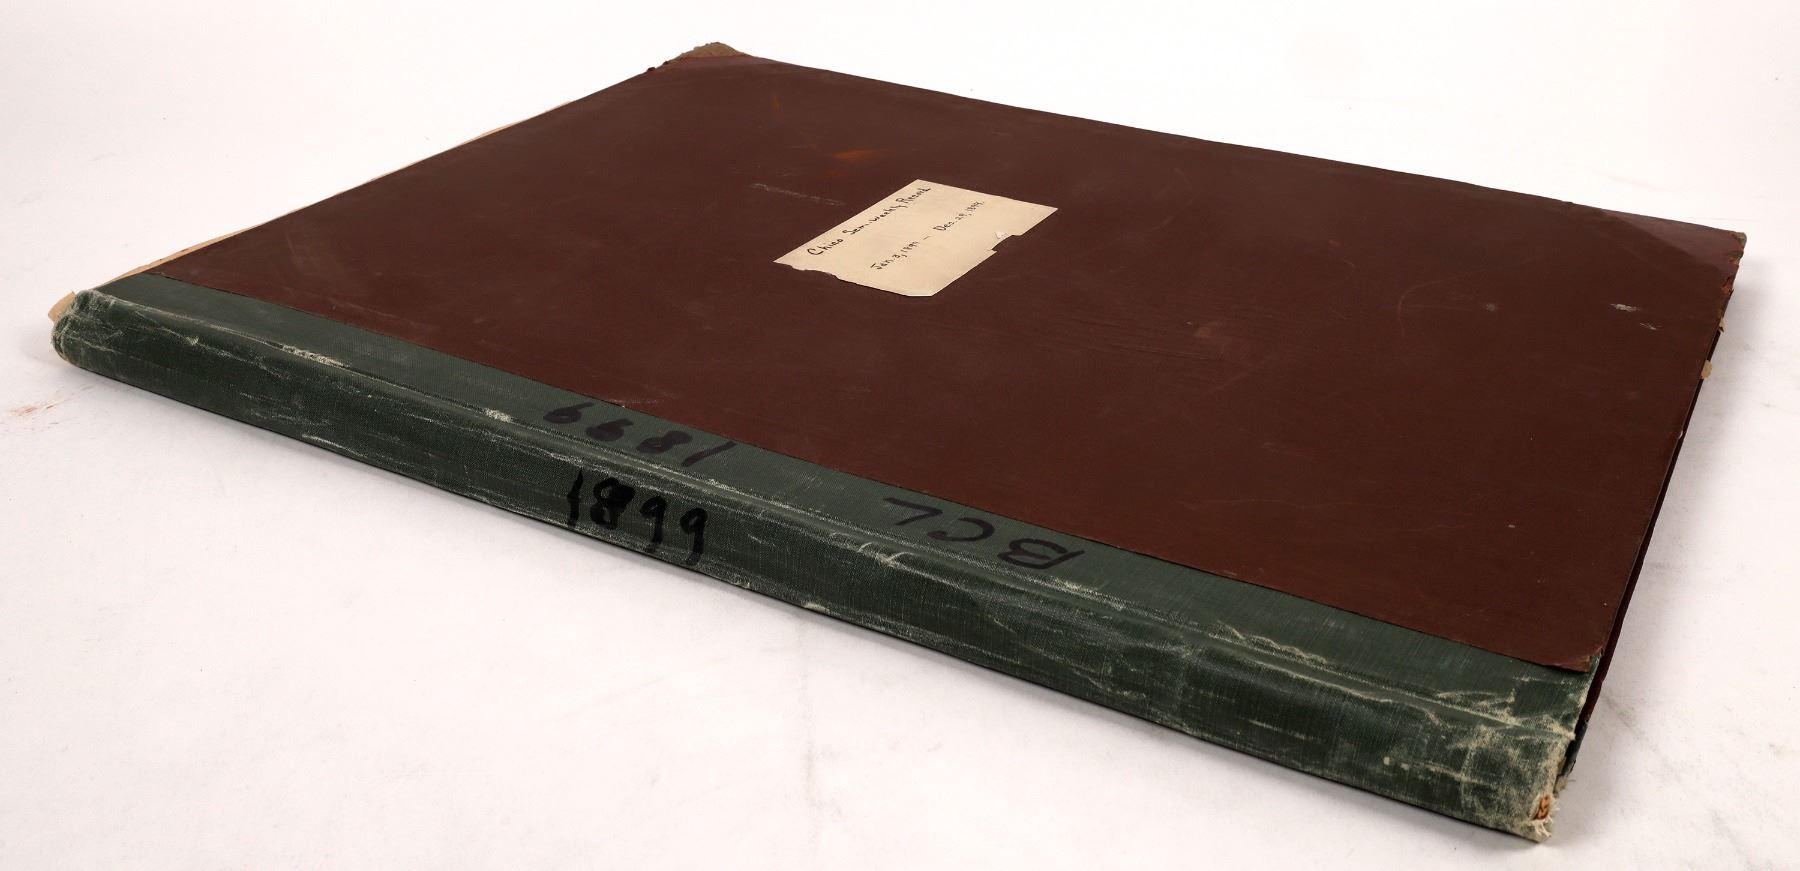 Chico Semi-Weekly Record
Jan. 3, 1899 — Dec. 29, 1899.
BCL 1899
1899